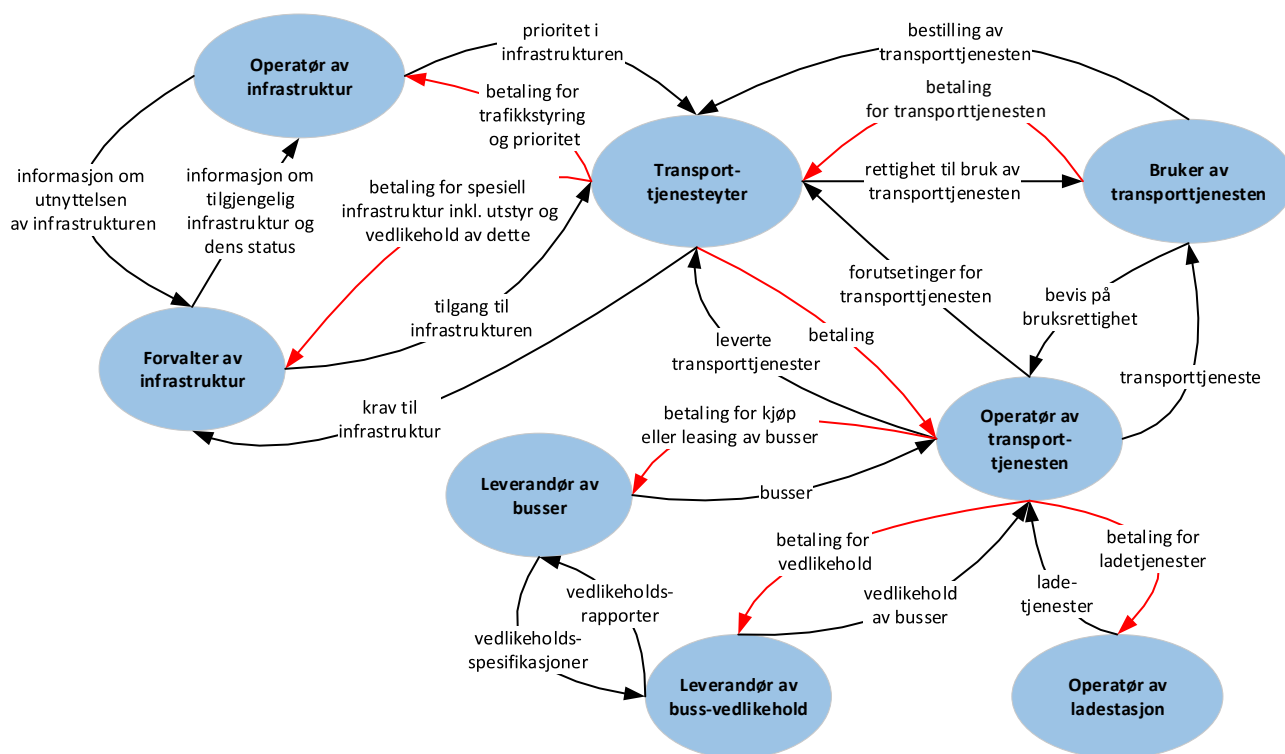 prioritet i
infrastrukturen
bestilling av
transporttjenesten
Operatør av
infrastruktur
betaling for
trafikkstyring
og prioritet
betaling
for transporttjenesten
Transport-
tjenesteyter
rettighet til bruk av
transporttjenesten
Bruker av
transporttjenesten
informasjon om
utnyttelsen
av infrastrukturen
informasjon om
tilgjengelig
infrastruktur og
dens status
betaling for spesiell
infrastruktur inkl. utstyr og
vedlikehold av dette
forutsetinger for
transporttjenesten
bevis på
bruksrettighet
tilgang til
infrastrukturen
leverte
transporttjenester
betaling
transporttjeneste
Forvalter av
infrastruktur
krav til
infrastruktur
betaling for kjøp
eller leasing av busser
Operatør av
transport-
tjenesten
Leverandør av
busser
busser
betaling for
vedlikehold
betaling for
ladetjenester
vedlikeholds-
rapporter
vedlikehold
av busser
lade-
tjenester
vedlikeholds-
spesifikasjoner
Leverandør av
buss-vedlikehold
Operatør av
ladestasjon